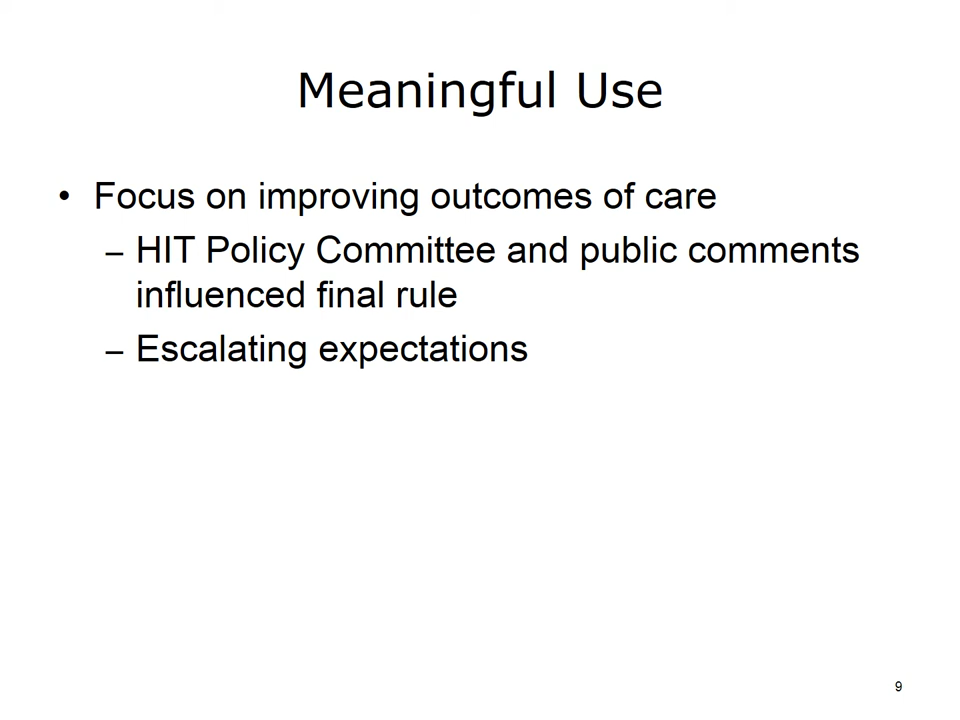 Meaningful Use
• Focus on improving outcomes of care
– HIT Policy Committee and public comments
influenced final rule
– Escalating expectations
9